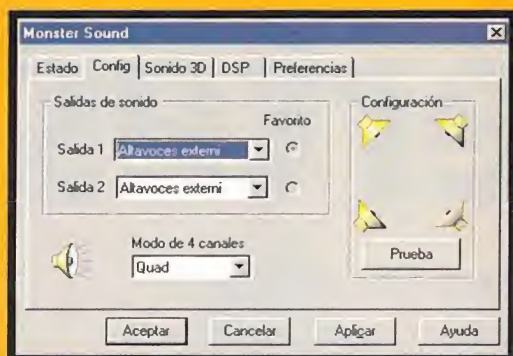 Monster Sound
Estado Config Sonido 3D DSP Preferencias
Salidas de sonido
Favorito
Salida 1 Altavoces externi
Salida 2 Altavoces externi
Modo de 4 canales
Quad
Configuración
Prueba
Aceptar Cancelar Aplicar Ayuda